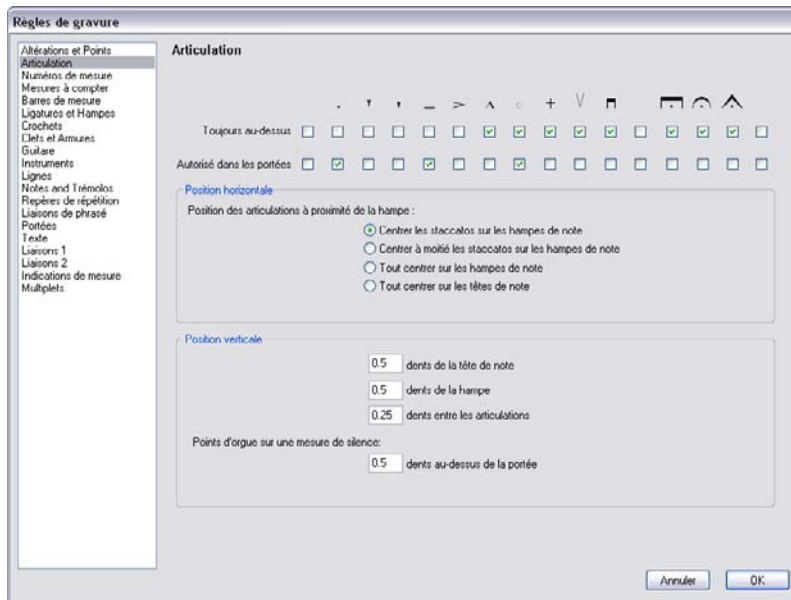 Règles de gravure
Altérations et Points
Articulation
Numéros de mesure
Mesures à compter
Barres de mesure
Ligatures et Hampes
Crochets
Clefs et Armures
Guitare
Instruments
Lignes
Notes and Trémolos
Repères de répétition
Liaisons de phrasé
Portées
Texte
Liaisons 1
Liaisons 2
Indications de mesure
Multiplets
Articulation
Toujours au-dessus
Autorisé dans les portées
Position horizontale
Position des articulations à proximité de la hampe :
Centrer les staccatos sur les hampes de note
Centrer à moitié les staccatos sur les hampes de note
Tout centrer sur les hampes de note
Tout centrer sur les têtes de note
Position verticale
0.5 dents de la tête de note
0.5 dents de la hampe
0.25 dents entre les articulations
Points d'orgue sur une mesure de silence:
0.5 dents au-dessus de la portée
Annuler OK